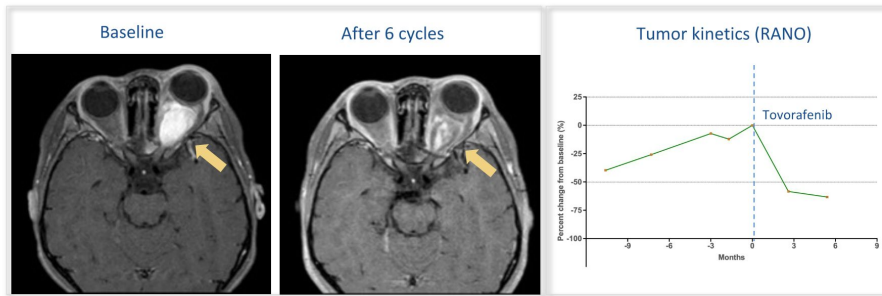 Baseline
After 6 cycles
Tumor kinetics (RANO)
Tovorafenib
Percent change from baseline (%)
25
0
-25
-50
-75
-100
-9
-6
-3
0
3
6
9
Months